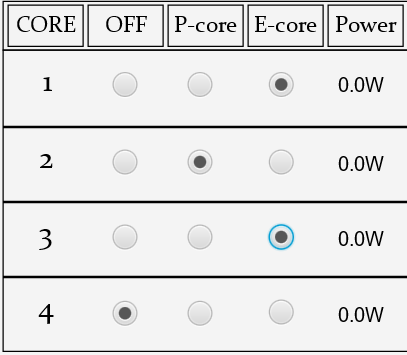 CORE OFF P-core E-core Power
1 0.0W
2 0.0W
3 0.0W
4 0.0W